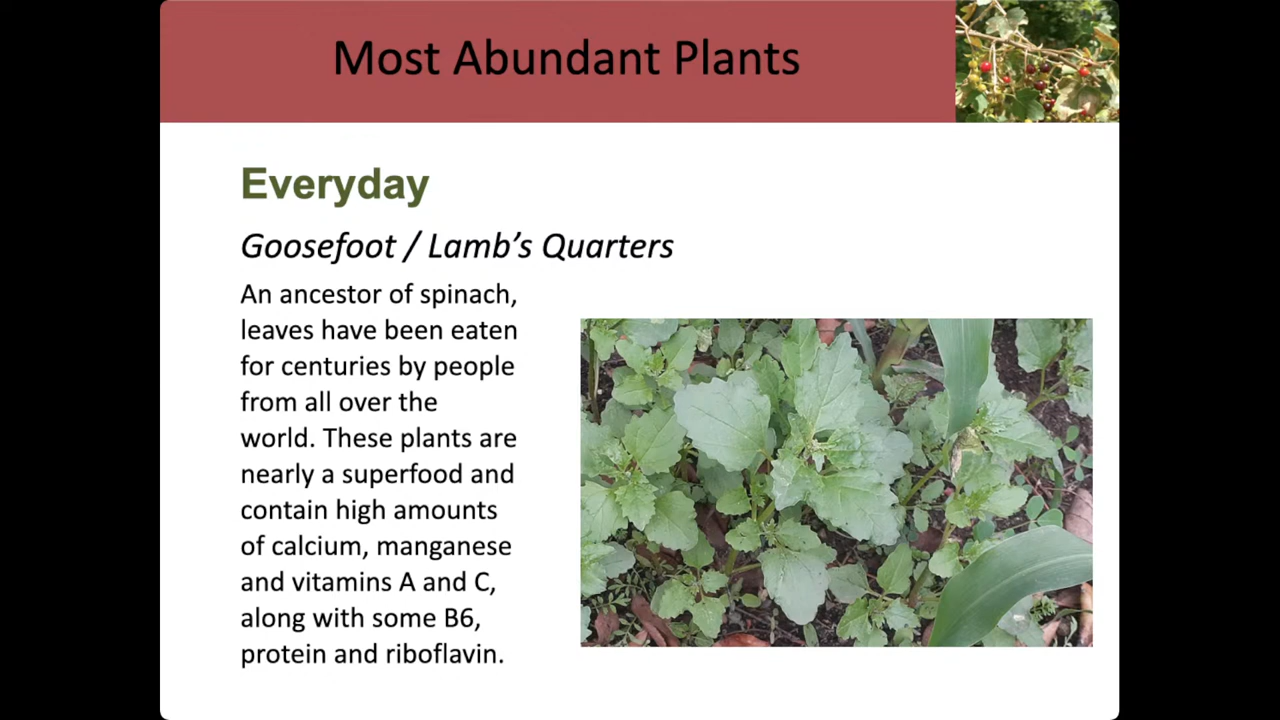 Most Abundant Plants
Everyday
Goosefoot / Lamb’s Quarters
An ancestor of spinach,
leaves have been eaten
for centuries by people
from all over the
world. These plants are
nearly a superfood and
contain high amounts
of calcium, manganese
and vitamins A and C,
along with some B6,
protein and riboflavin.